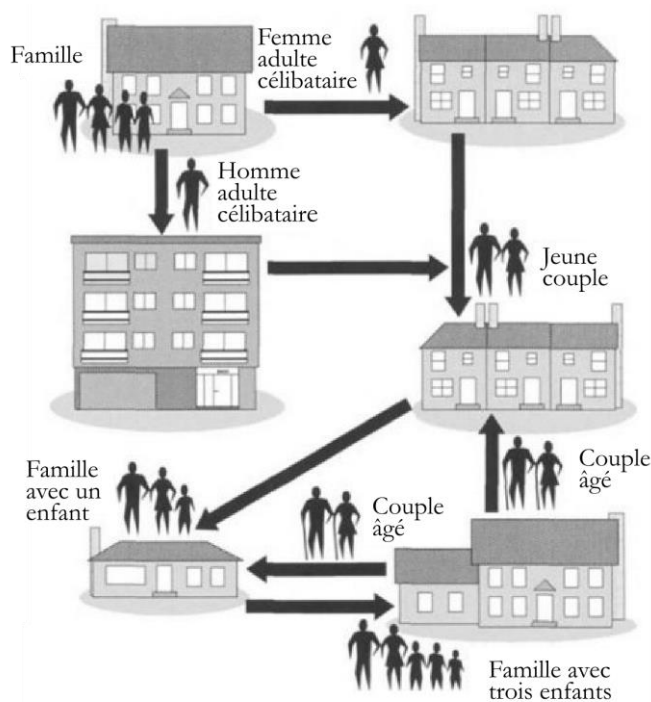 Famille
Femme
adulte
célibataire
Homme
adulte
célibataire
Jeune
couple
Famille
avec un
enfant
Couple
âgé
Couple
âgé
Famille avec
trois enfants